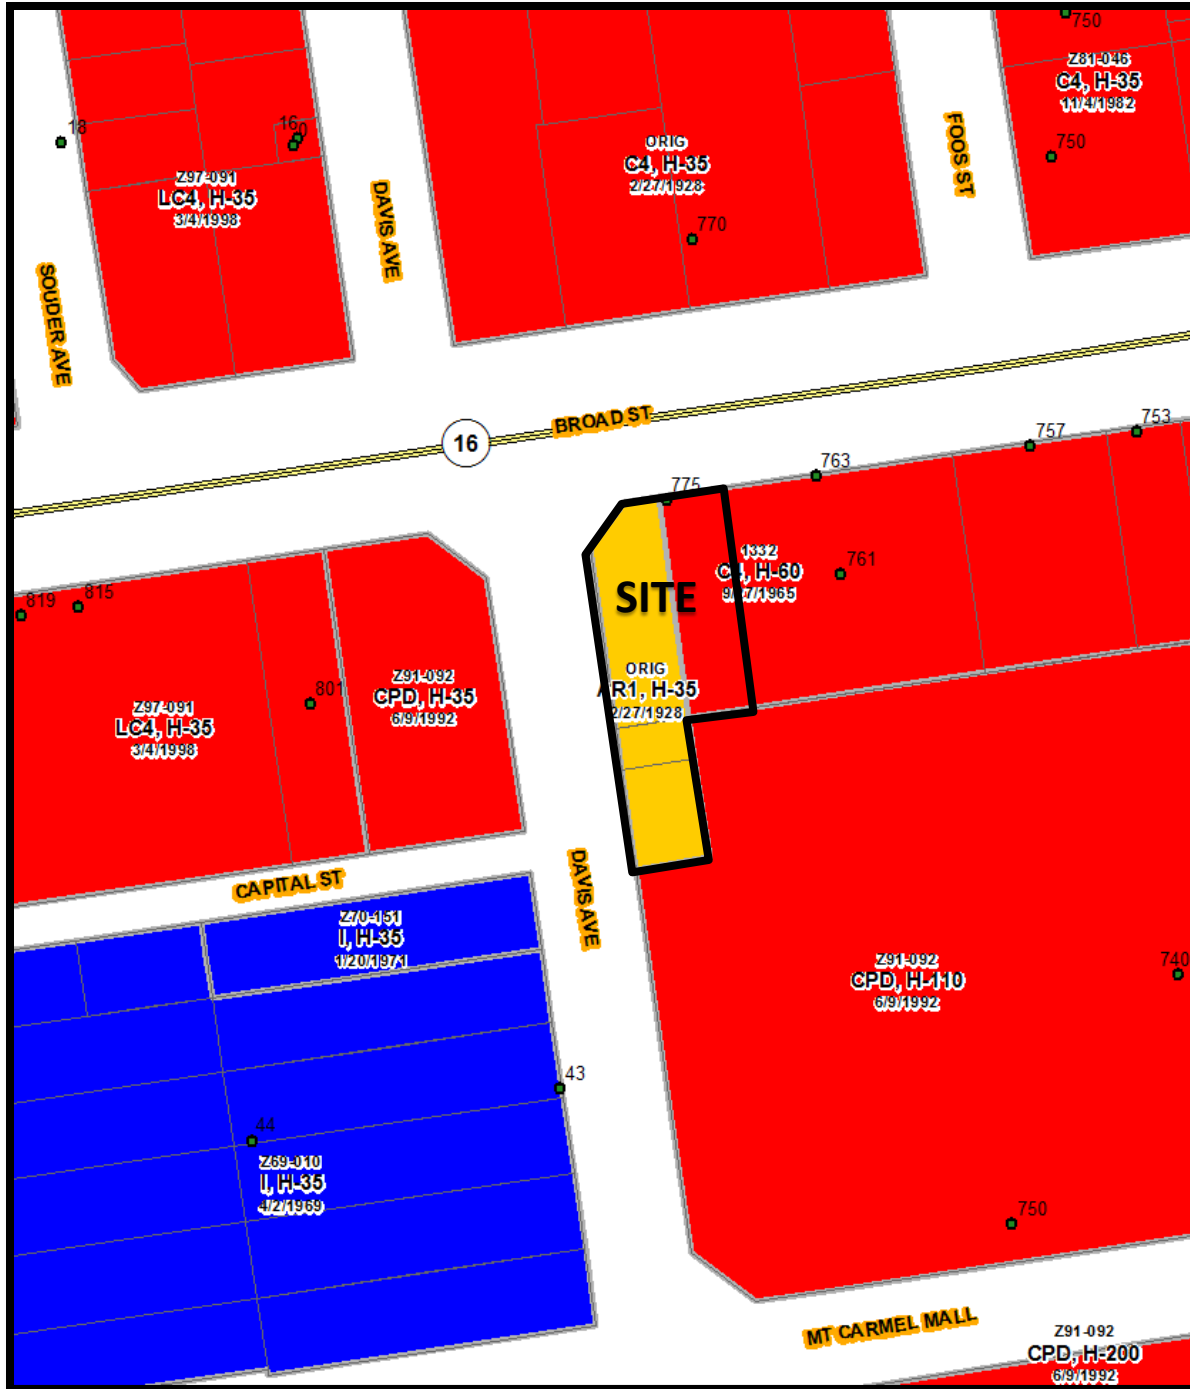 750
Z81-046
C4, H-35
11/4/1982
18
160
ORIG
C4, H-35
2/27/1928
750
FOOS ST
Z97-091
LC4, H-35
3/4/1998
DAVIS AVE
770
SOUDER AVE
BROAD ST
16
753
757
763
775
1332
C4, H-60
761
SITE
819
815
ORIG
AR1, H-35
2/27/1928
Z91-092
CPD, H-35
6/9/1992
801
Z97-091
LC4, H-35
3/4/1998
CAPITAL ST
DAVIS AVE
Z70-151
I, H-35
1/20/1971
Z91-092
CPD, H-110
6/9/1992
740
43
44
Z69-010
I, H-35
4/2/1969
750
MT CARMEL MALL
Z91-092
CPD, H-200
6/9/1992